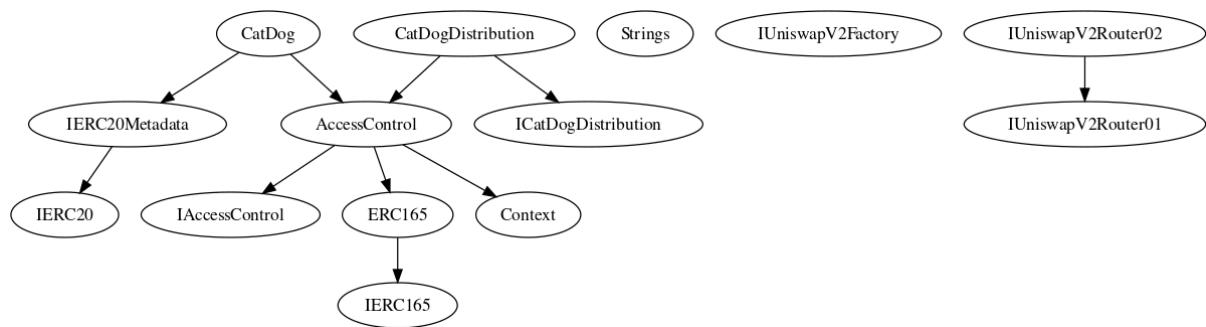 CatDog
CatDogDistribution
Strings
IUniswapV2Factory
IUniswapV2Router02
IERC20Metadata
AccessControl
ICatDogDistribution
IUniswapV2Router01
IERC20
IAccessControl
ERC165
Context
IERC165